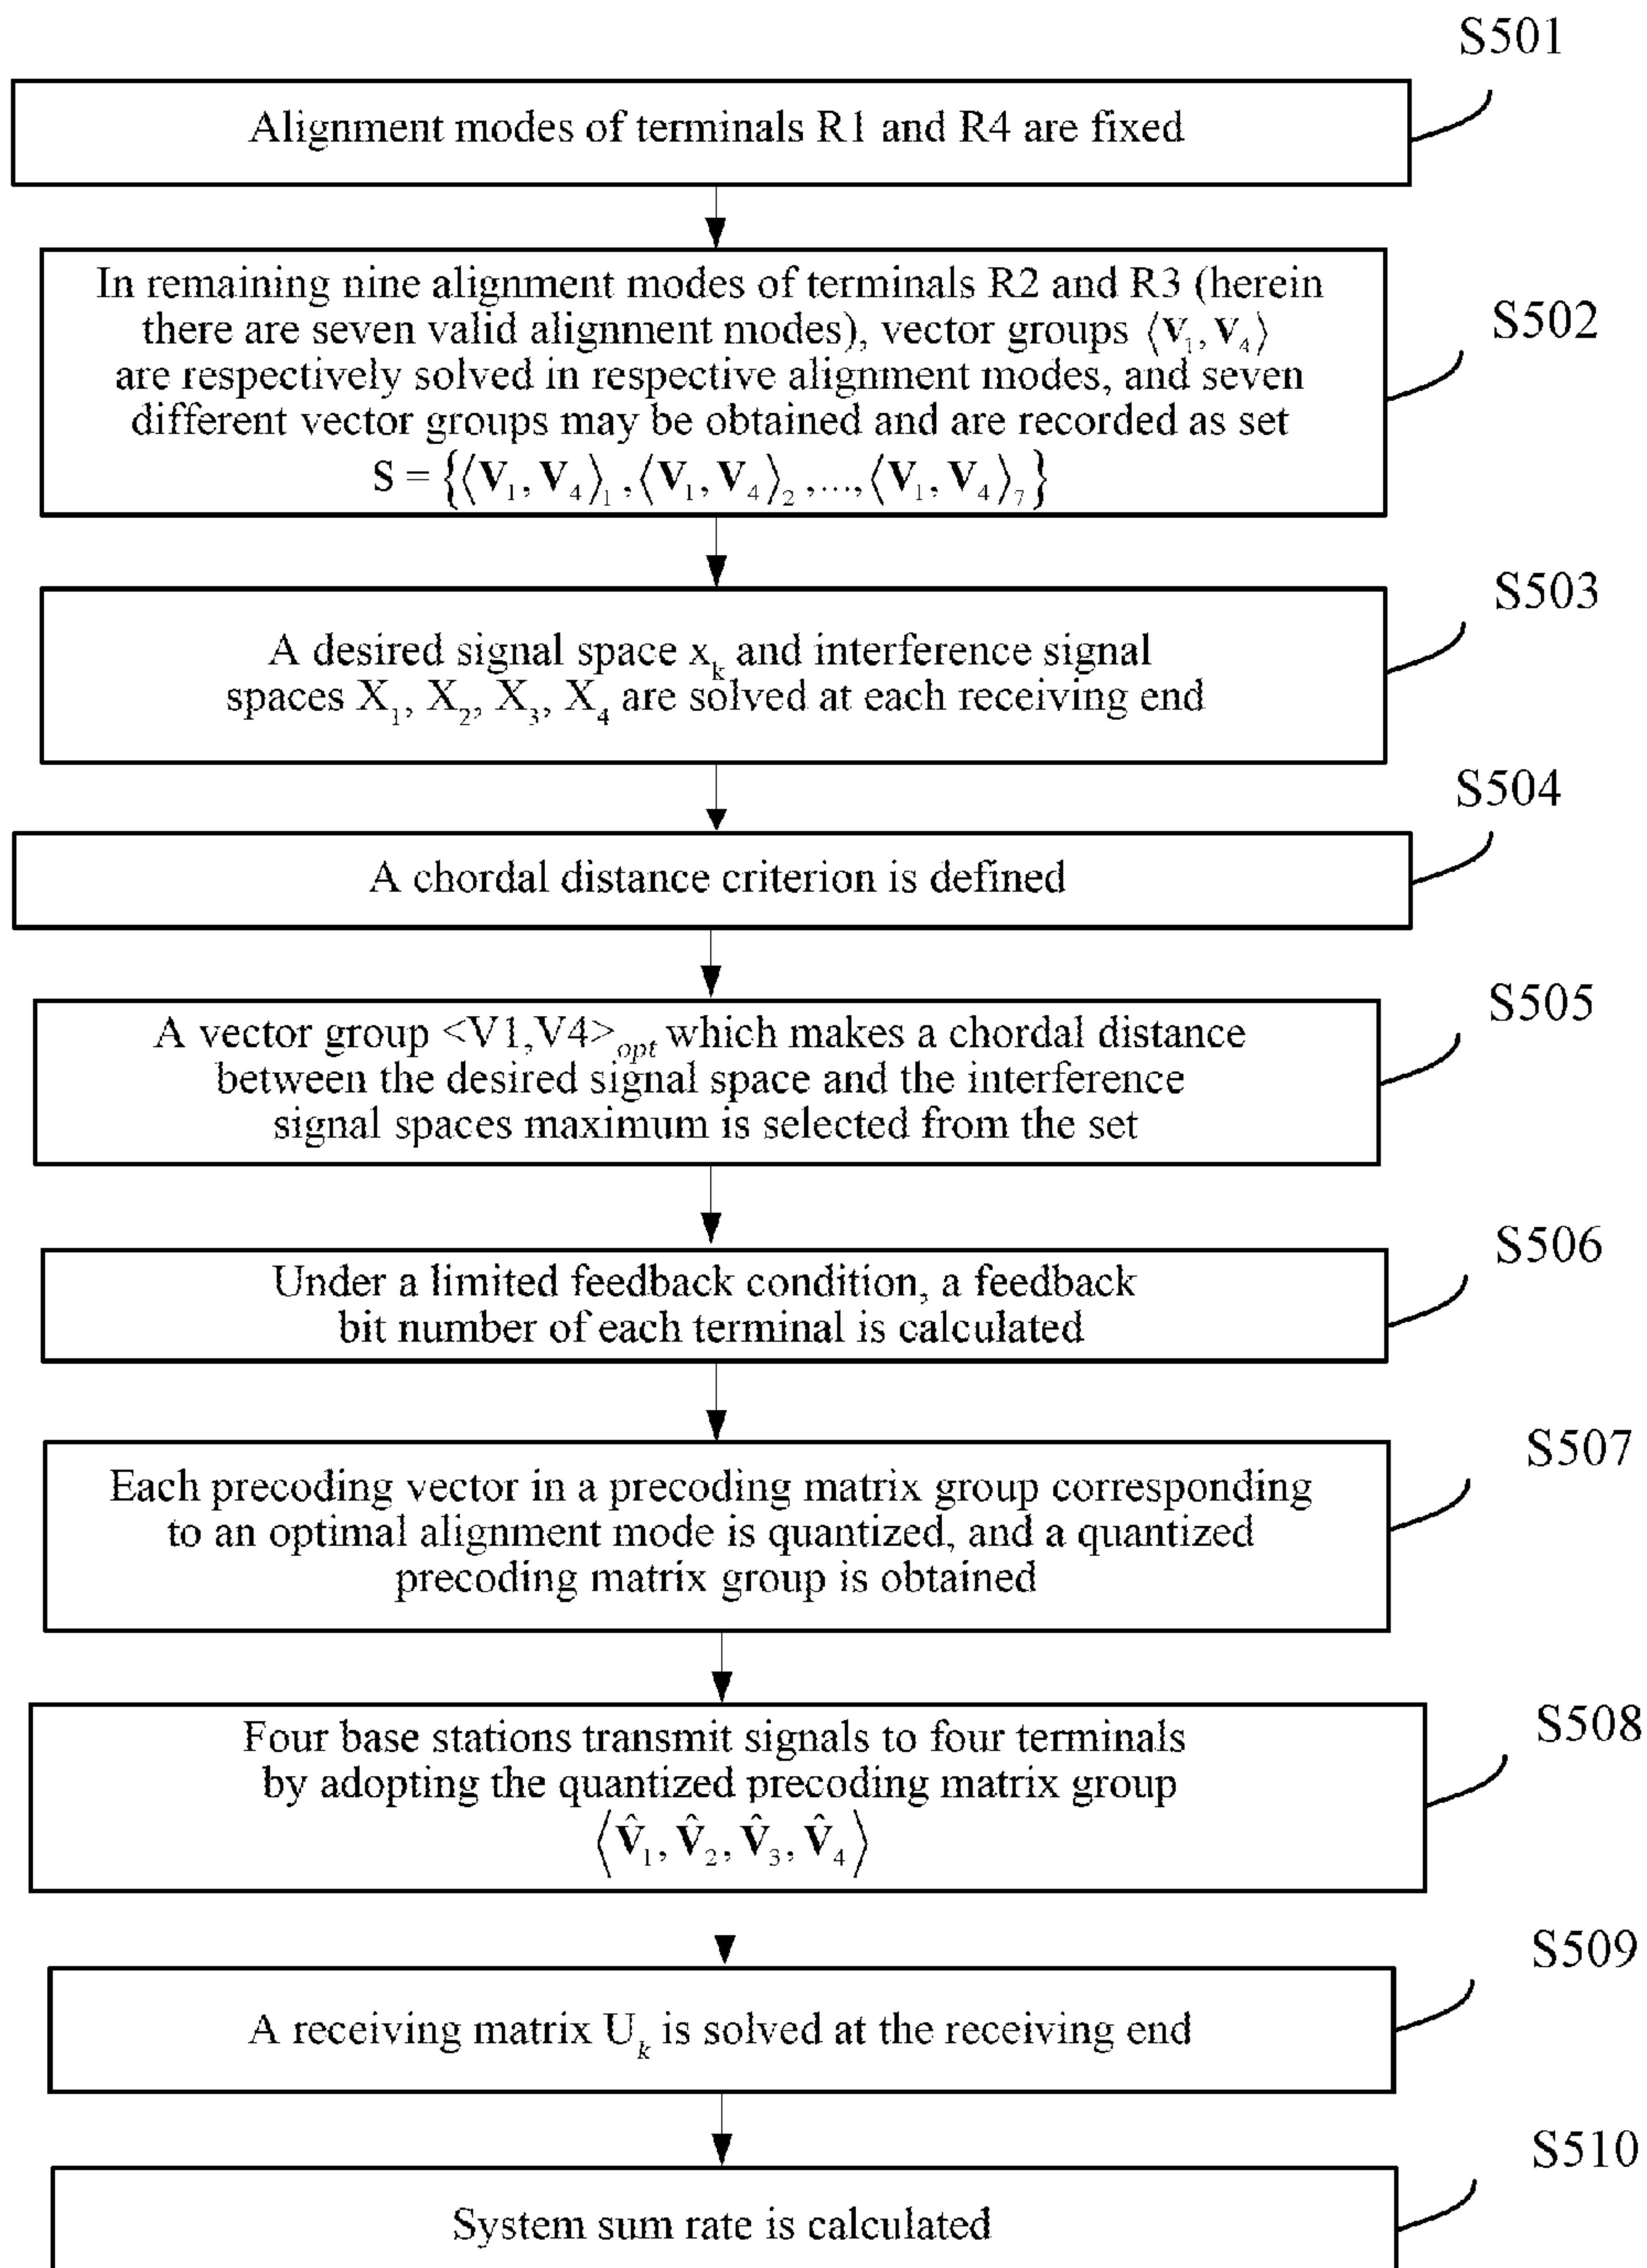 S501
Alignment modes of terminals R1 and R4 are fixed
In remaining nine alignment modes of terminals R2 and R3 (herein
there are seven valid alignment modes), vector groups ⟨V₁, V₄⟩
are respectively solved in respective alignment modes, and seven
different vector groups may be obtained and are recorded as set
S = {⟨V₁, V₄⟩₁, ⟨V₁, V₄⟩₂, ..., ⟨V₁, V₄⟩₇}
S502
A desired signal space xₖ and interference signal
spaces X₁, X₂, X₃, X₄ are solved at each receiving end
S503
A chordal distance criterion is defined
S504
A vector group <V1,V4>opt which makes a chordal distance
between the desired signal space and the interference
signal spaces maximum is selected from the set
S505
Under a limited feedback condition, a feedback
bit number of each terminal is calculated
S506
Each precoding vector in a precoding matrix group corresponding
to an optimal alignment mode is quantized, and a quantized
precoding matrix group is obtained
S507
Four base stations transmit signals to four terminals
by adopting the quantized precoding matrix group
⟨V̂₁, V̂₂, V̂₃, V̂₄⟩
S508
A receiving matrix Uₖ is solved at the receiving end
S509
System sum rate is calculated
S510